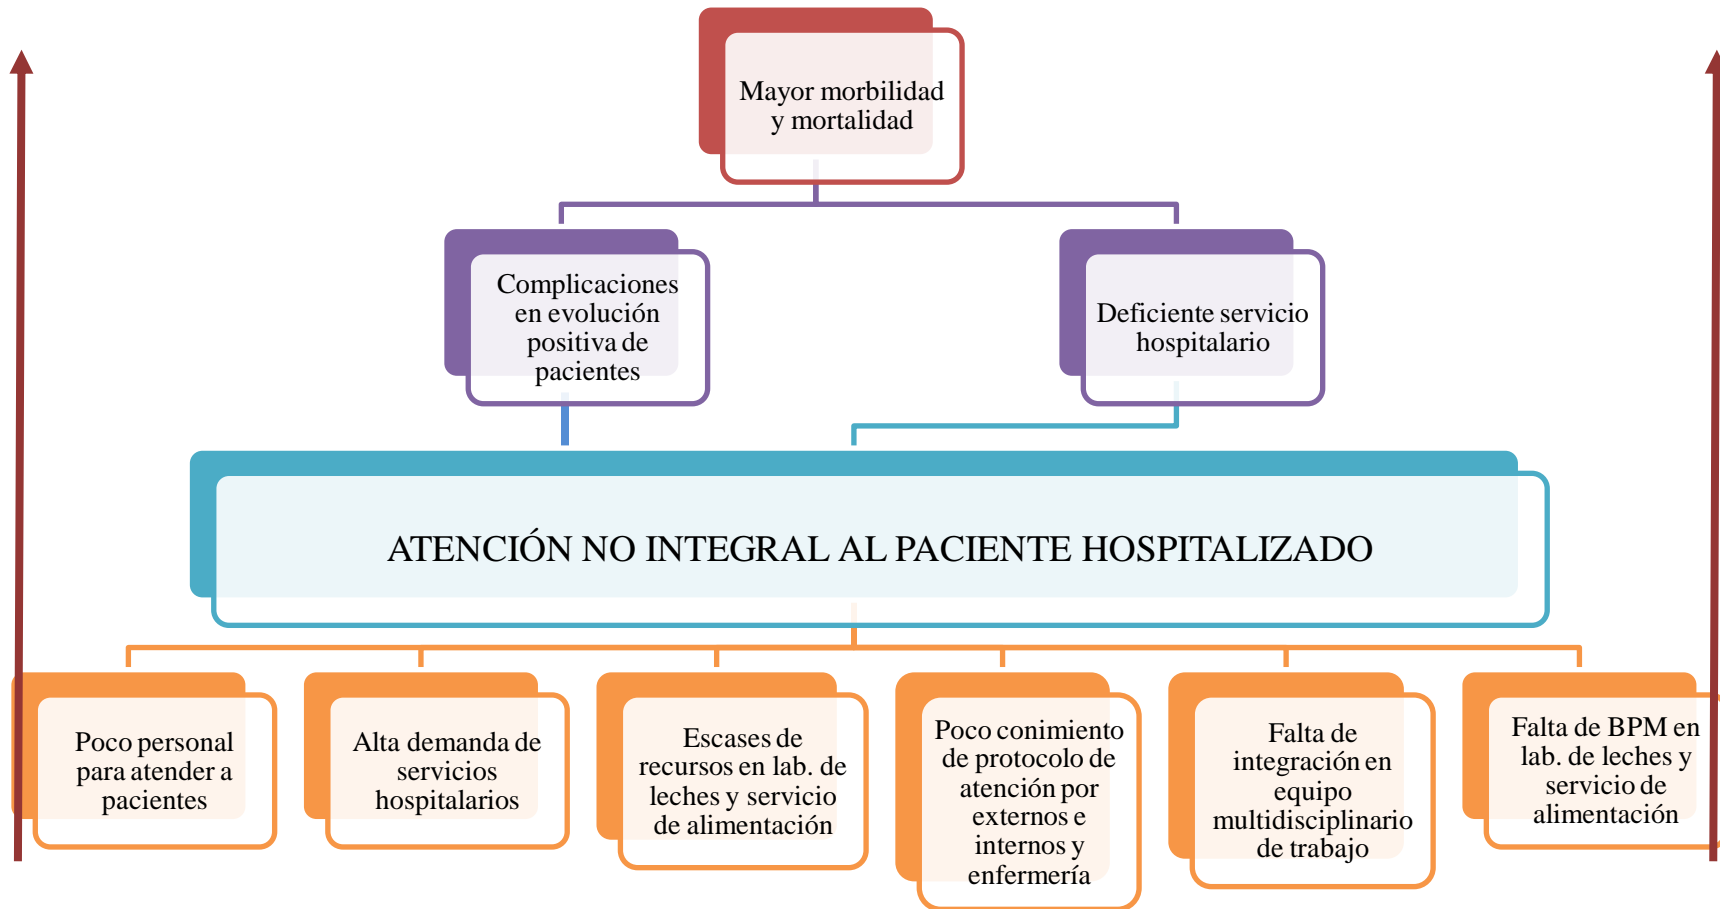 Mayor morbilidad
y mortalidad
Complicaciones
en evolución
positiva de
pacientes
Deficiente servicio
hospitalario
ATENCIÓN NO INTEGRAL AL PACIENTE HOSPITALIZADO
Poco personal
para atender a
pacientes
Alta demanda de
servicios
hospitalarios
Escases de
recursos en lab. de
leches y servicio
de alimentación
Poco conimiento
de protocolo de
atención por
externos e
internos y
enfermería
Falta de
integración en
equipo
multidisciplinario
de trabajo
Falta de BPM en
lab. de leches y
servicio de
alimentación